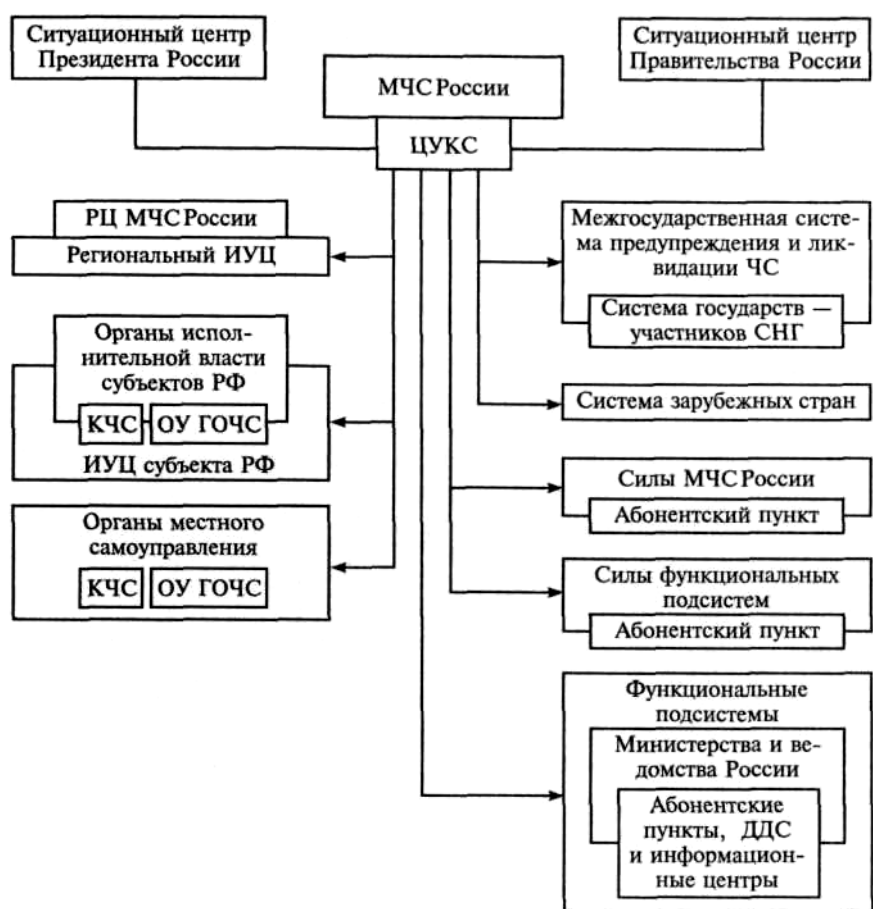 Ситуационный центр
Президента России
Ситуационный центр
Правительства России
МЧС России
ЦУКС
РЦ МЧС России
Региональный ИУЦ
Органы испол-
нительной власти
субъектов РФ
КЧС
ОУ ГОЧС
ИУЦ субъекта РФ
Органы местного
самоуправления
КЧС
ОУ ГОЧС
Межгосударственная систе-
ма предупреждения и лик-
видации ЧС
Система государств —
участников СНГ
Система зарубежных стран
Силы МЧС России
Абонентский пункт
Силы функциональных
подсистем
Абонентский пункт
Функциональные
подсистемы
Министерства и ве-
домства России
Абонентские
пункты, ДДС
и информацион-
ные центры